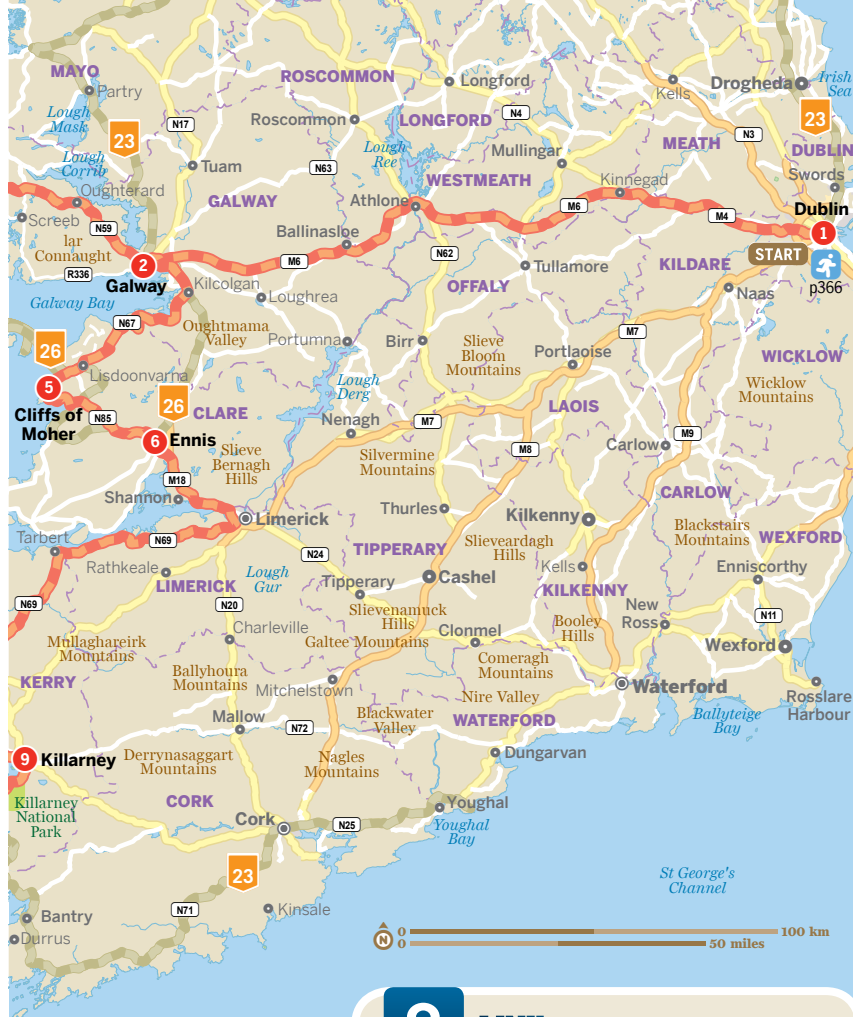 MAYO
Partry
Lough
Mask
23
N17
ROSCOMMON
Longford
Roscommon
LONGFORD
N4
Kells
Drogheda
Irish
Sea
23
N3
MEATH
DUBLIN
Swords
Lough
Corrib
Tuam
N63
Lough
Ree
Mullingar
WESTMEATH
Kinnegad
Oughterard
GALWAY
Athlone
M6
M4
Dublin
1
START
p366
Screeb
N59
Iar
Connaught
Ballinasloe
M6
N62
Tullamore
KILDARE
2
Galway
R336
Kilcolgan
Loughrea
OFFALY
Naas
Galway Bay
N67
Oughtmama
Valley
Portumna
Birr
Slieve
Bloom
Mountains
M7
Portlaoise
WICKLOW
Wicklow
Mountains
26
Lisdoonvarna
5
Cliffs of
Moher
26
CLARE
Lough
Derg
LAOIS
N85
6
Ennis
Nenagh
M7
M8
Carlow
M9
Slieve
Bernagh
Hills
Silvermine
Mountains
M18
Shannon
Limerick
Thurles
Kilkenny
CARLOW
Blackstairs
Mountains
WEXFORD
Tarbert
N69
N24
TIPPERARY
Slieveardagh
Hills
Rathkeale
LIMERICK
Lough
Gur
Tipperary
Cashel
Kells
KILKENNY
Enniscorthy
N69
N20
Slievenamuck
Hills
New
Ross
N11
Charleville
Galtee Mountains
Clonmel
Booley
Hills
Wexford
Mullaghareirk
Mountains
Comeragh
Mountains
KERRY
Ballyhoura
Mountains
Mitchelstown
Nire Valley
Waterford
Rosslare
Harbour
Mallow
N72
Blackwater
Valley
WATERFORD
Ballyteige
Bay
9
Killarney
Derrynasaggart
Mountains
Nagles
Mountains
Dungarvan
Killarney
National
Park
CORK
Cork
N25
Youghal
Youghal
Bay
23
St George's
Channel
N71
Kinsale
Bantry
Durrus
N
0
100 km
0
50 miles